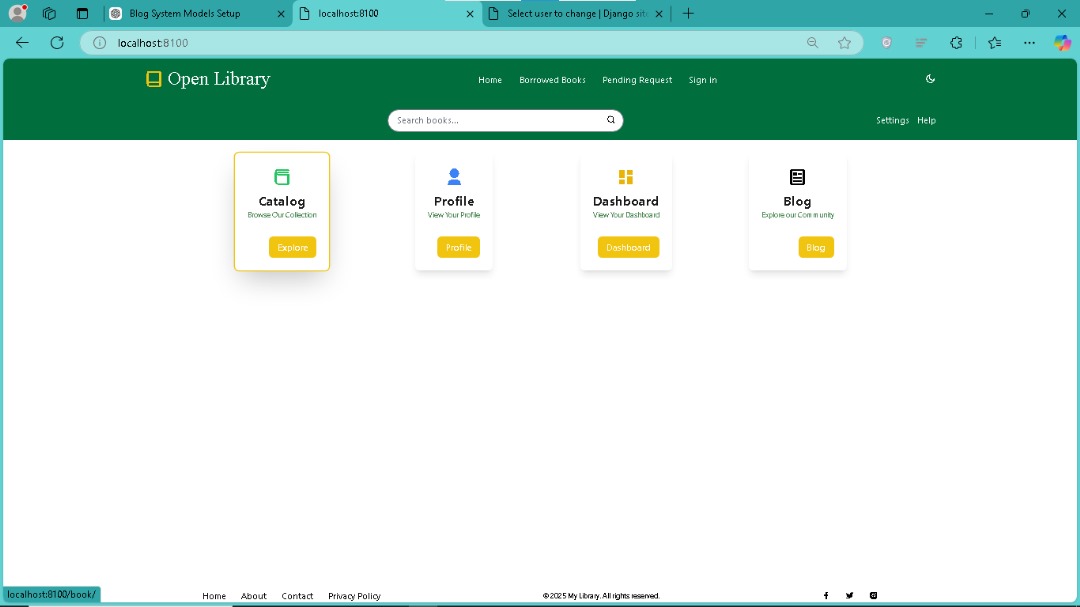 Blog System Models Setup
localhost:8100
Select user to change | Django sit
localhost:8100
Open Library
Home Borrowed Books Pending Request Sign in
Search books...
Settings Help
Catalog
Browse Our Collection
Explore
Profile
View Your Profile
Profile
Dashboard
View Your Dashboard
Dashboard
Blog
Explore our Community
Blog
localhost:8100/book/
Home About Contact Privacy Policy
© 2025 My Library. All rights reserved.